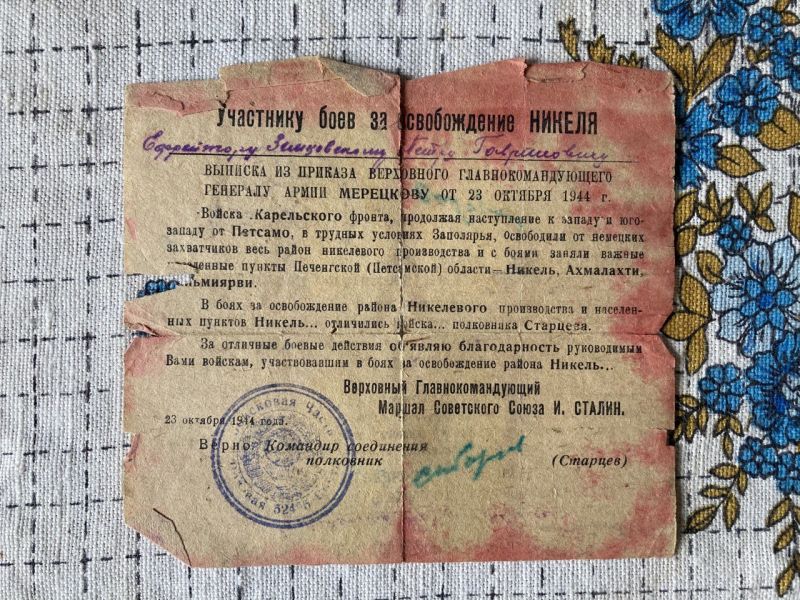 Участнику боев за освобождение НИКЕЛЯ
Ефрейтору Петру Гавриловичу
ВЫПИСКА ИЗ ПРИКАЗА ВЕРХОВНОГО ГЛАВНОКОМАНДУЮЩЕГО
ГЕНЕРАЛУ АРМИИ МЕРЕЦКОВУ ОТ 23 ОКТЯБРЯ 1944 г.
Войска Карельского фронта, продолжая наступление к западу и юго-
западу от Петсамо, в трудных условиях Заполярья, освободили от немецких
захватчиков весь район никелевого производства и с боями заняли важные
ленные пункты Печенгской (Петсамской) области—Никель, Ахмалахти,
льмиярви.
В боях за освобождение района Никелевого производства и населен-
ных пунктов Никель... отличились войска... полковника Старцева.
За отличные боевые действия об'являю благодарность руководимым
Вами войскам, участвовавшим в боях за освобождение района Никель...
Верховный Главнокомандующий
Маршал Советского Союза И. СТАЛИН.
23 октября 1944 года.
Верно: Командир соединения
полковник (Старцев)